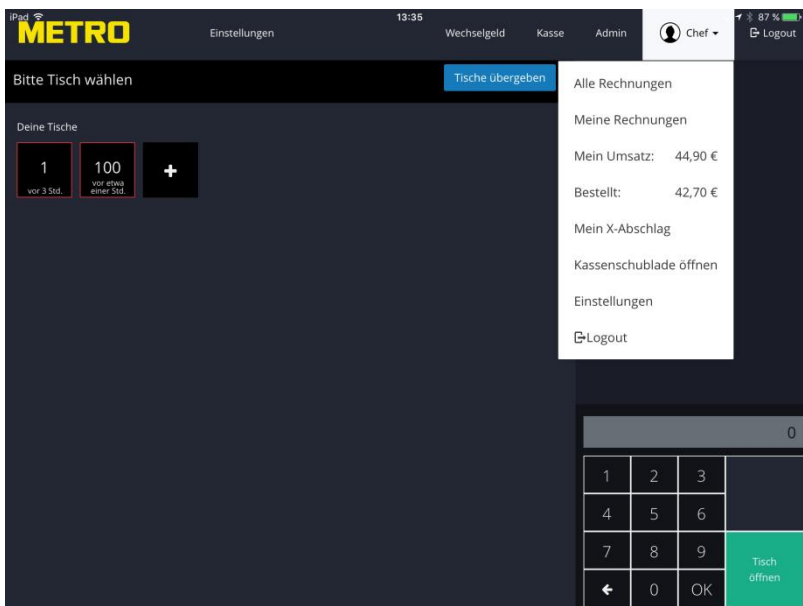 iPad
13:35
87 %
METRO
Einstellungen
Wechselgeld
Kasse
Admin
Chef
Logout
Bitte Tisch wählen
Tische übergeben
Deine Tische
1
vor 3 Std.
100
vor etwa
einer Std.
+
Alle Rechnungen
Meine Rechnungen
Mein Umsatz: 44,90 €
Bestellt: 42,70 €
Mein X-Abschlag
Kassenschublade öffnen
Einstellungen
Logout
0
1 2 3
4 5 6
7 8 9
0 OK
Tisch
öffnen